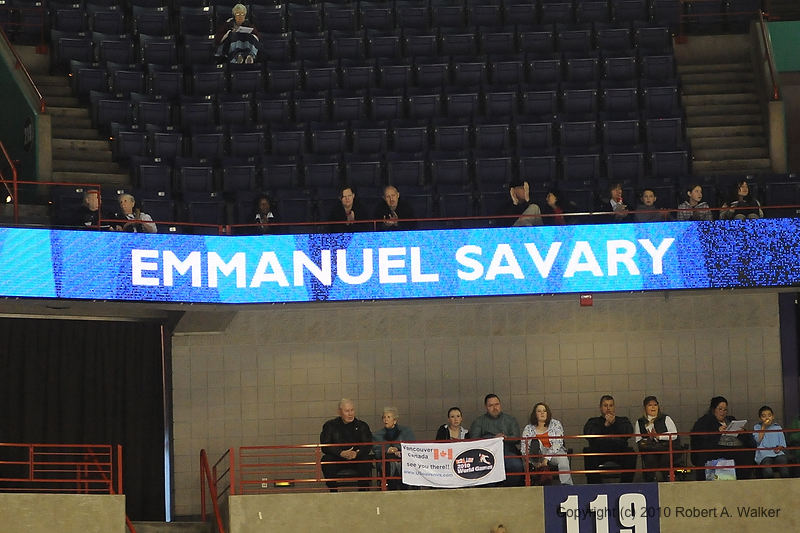 EMMANUEL SAVARY
Vancouver
Canada
see you there!!
2010
World Games
119
Copyright (c) 2010 Robert A. Walker